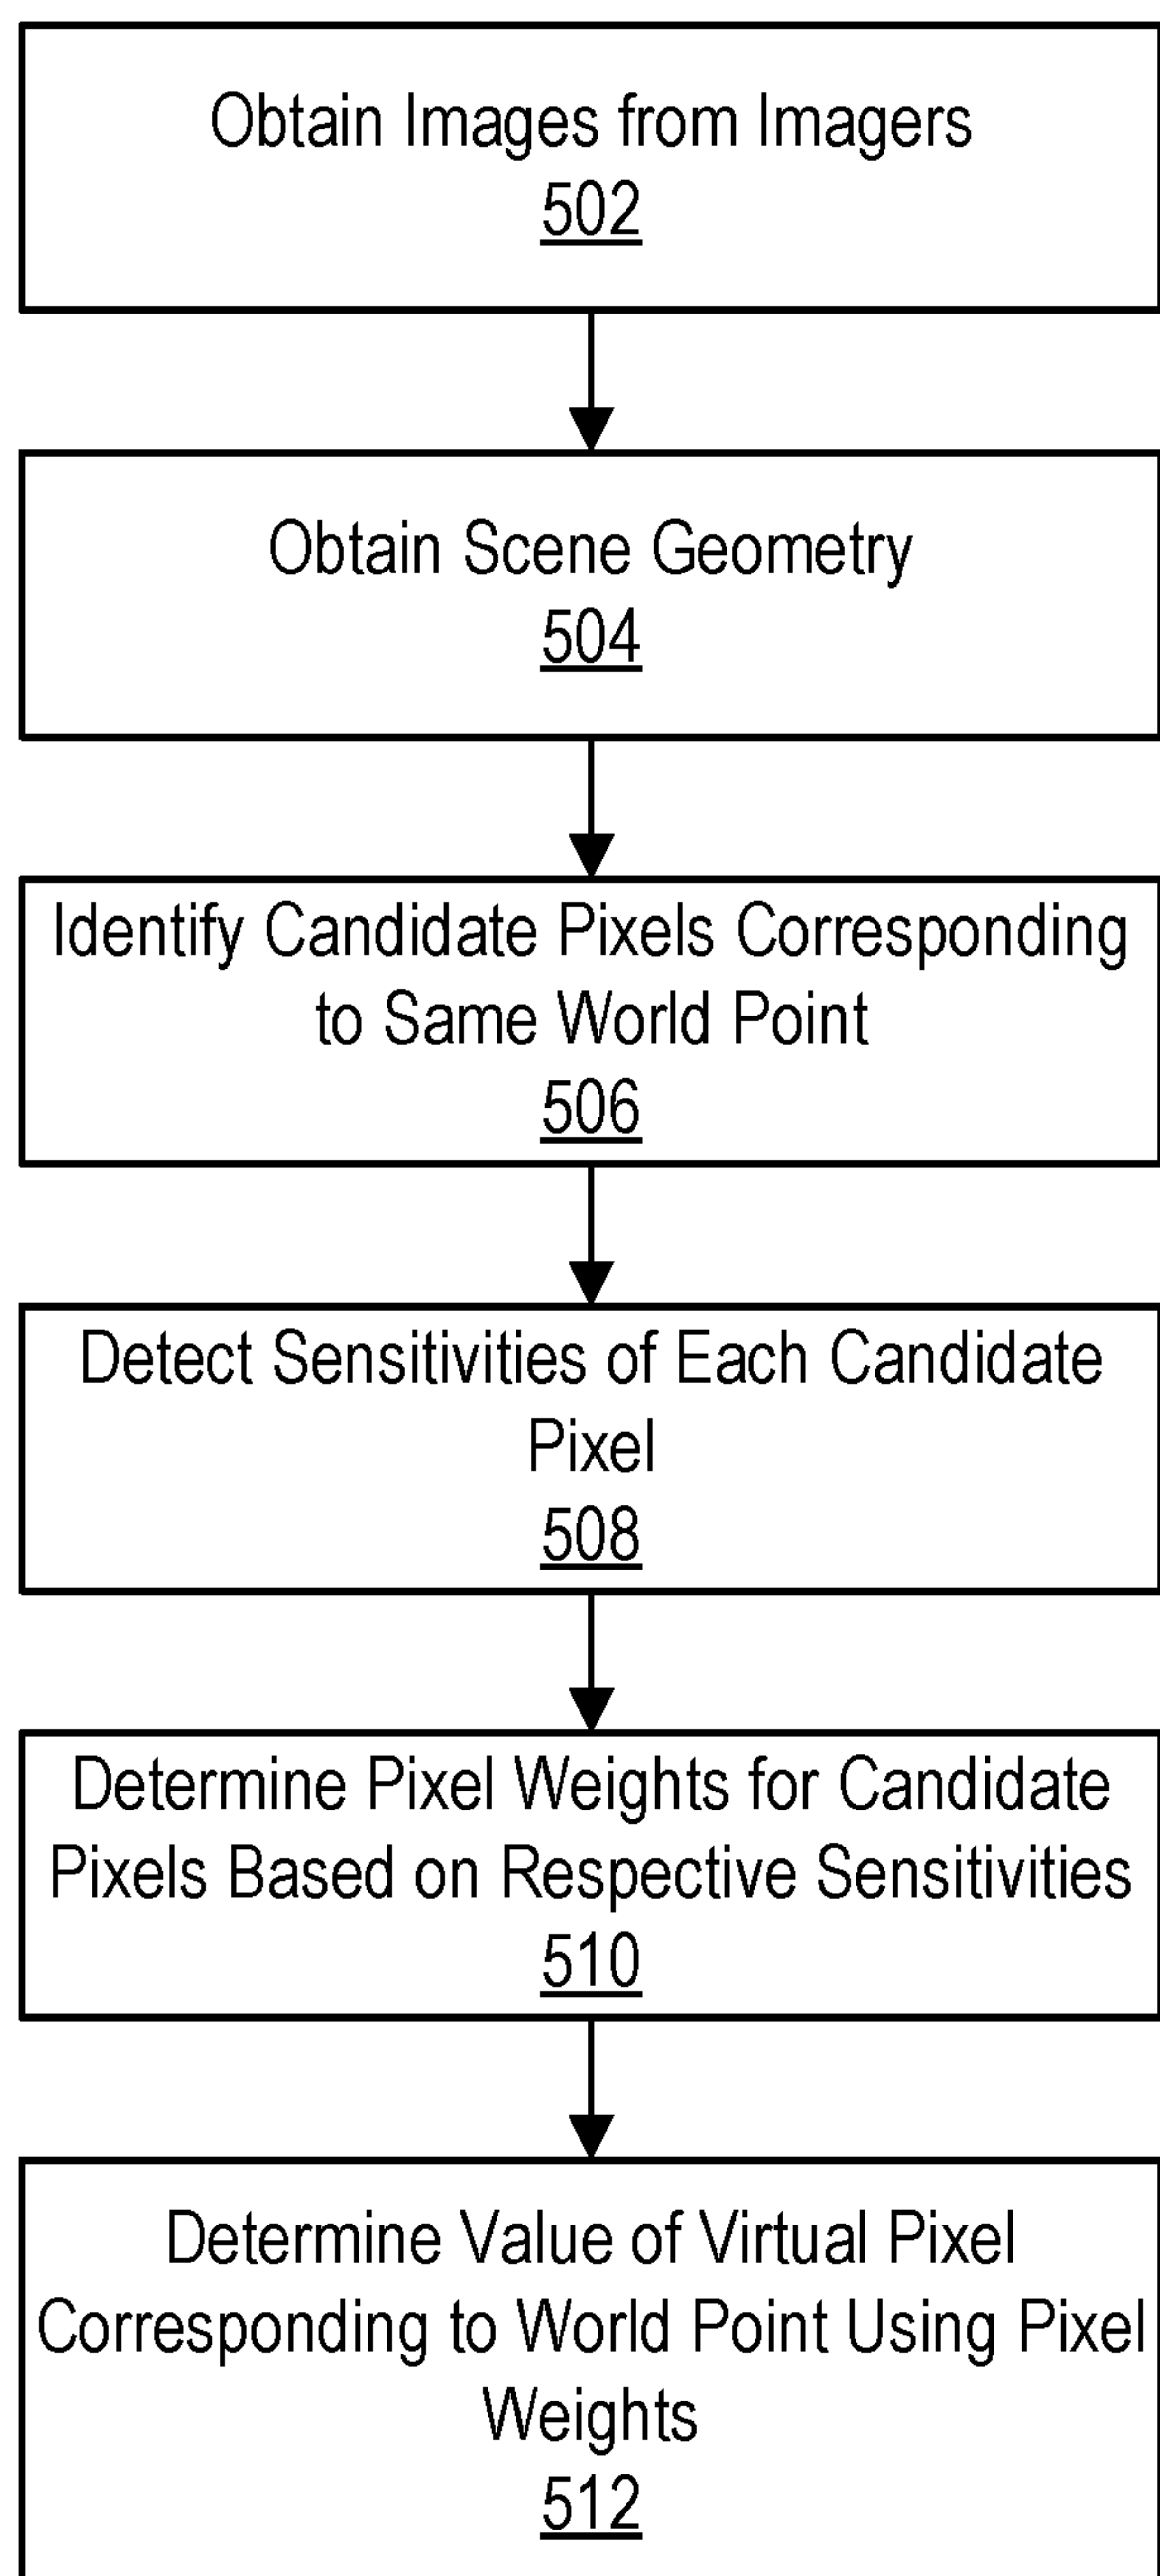 Obtain Images from Imagers
502
Obtain Scene Geometry
504
Identify Candidate Pixels Corresponding
to Same World Point
506
Detect Sensitivities of Each Candidate
Pixel
508
Determine Pixel Weights for Candidate
Pixels Based on Respective Sensitivities
510
Determine Value of Virtual Pixel
Corresponding to World Point Using Pixel
Weights
512